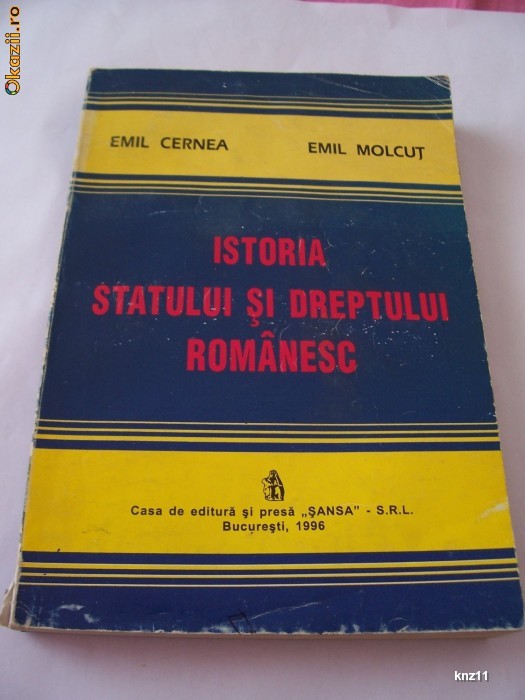 Okazii.ro
EMIL CERNEA EMIL MOLCUŢ
ISTORIA
STATULUI ŞI DREPTULUI
ROMÂNESC
Casa de editură şi presă „ŞANSA” - S.R.L.
Bucureşti, 1996
knz11